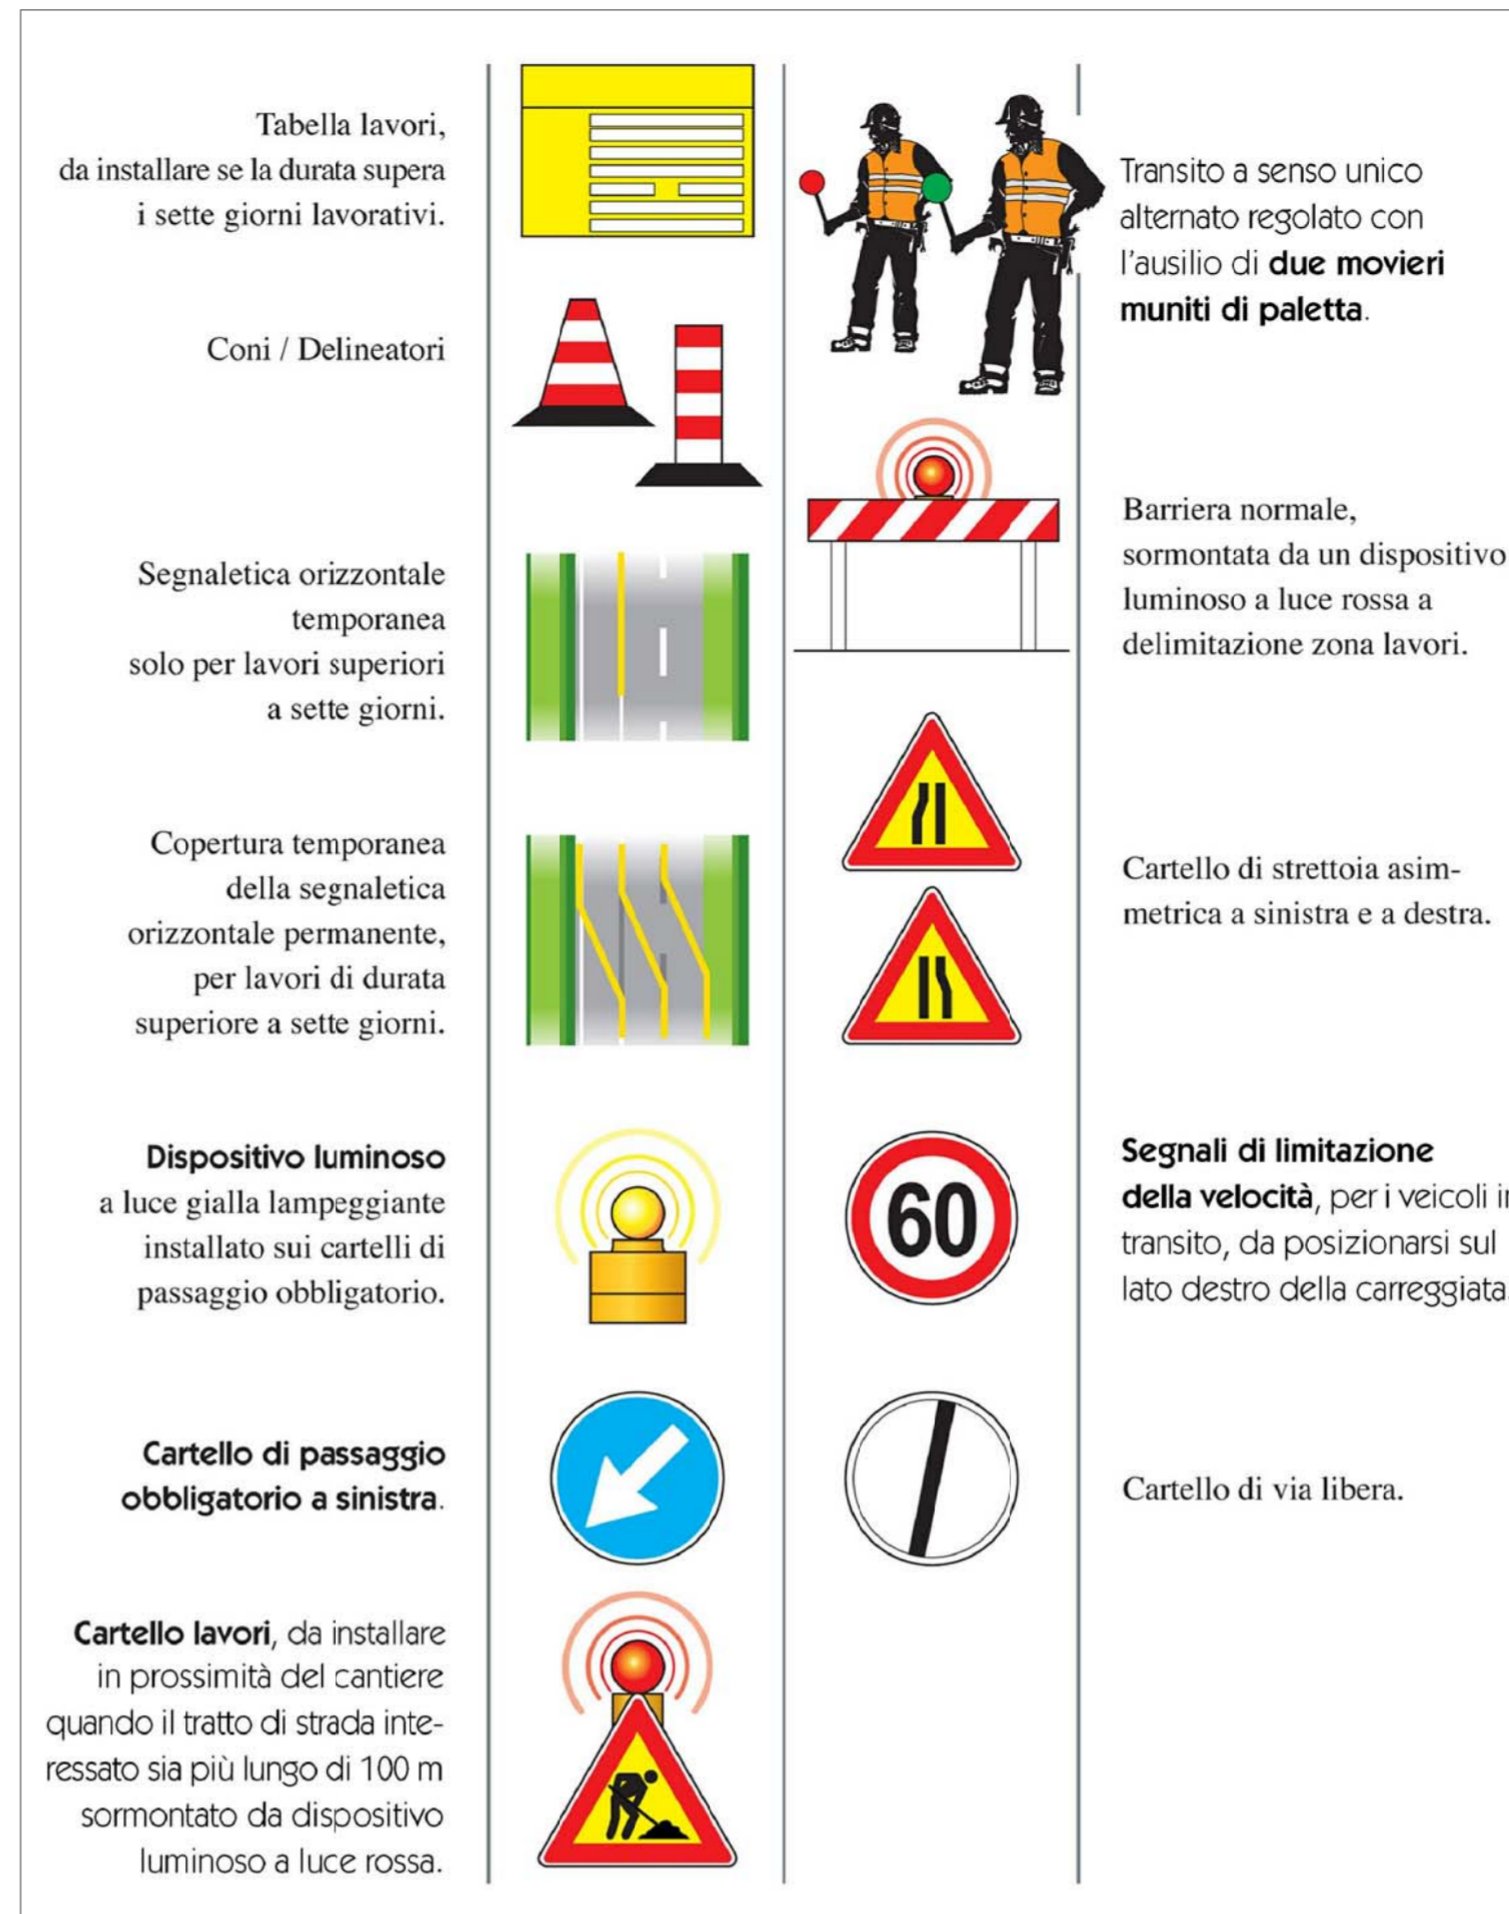 Tabella lavori,
da installare se la durata supera
i sette giorni lavorativi.
Coni / Delineatori
Segnaletica orizzontale
temporanea
solo per lavori superiori
a sette giorni.
Copertura temporanea
della segnaletica
orizzontale permanente,
per lavori di durata
superiore a sette giorni.
Dispositivo luminoso
a luce gialla lampeggiante
installato sui cartelli di
passaggio obbligatorio.
Cartello di passaggio
obbligatorio a sinistra.
Cartello lavori, da installare
in prossimità del cantiere
quando il tratto di strada inte-
ressato sia più lungo di 100 m
sormontato da dispositivo
luminoso a luce rossa.
Transito a senso unico
alternato regolato con
l'ausilio di due movieri
muniti di paletta.
Barriera normale,
sormontata da un dispositivo
luminoso a luce rossa a
delimitazione zona lavori.
Cartello di strettoia asim-
metrica a sinistra e a destra.
60
Segnali di limitazione
della velocità, per i veicoli in
transito, da posizionarsi sul
lato destro della carreggiata.
Cartello di via libera.